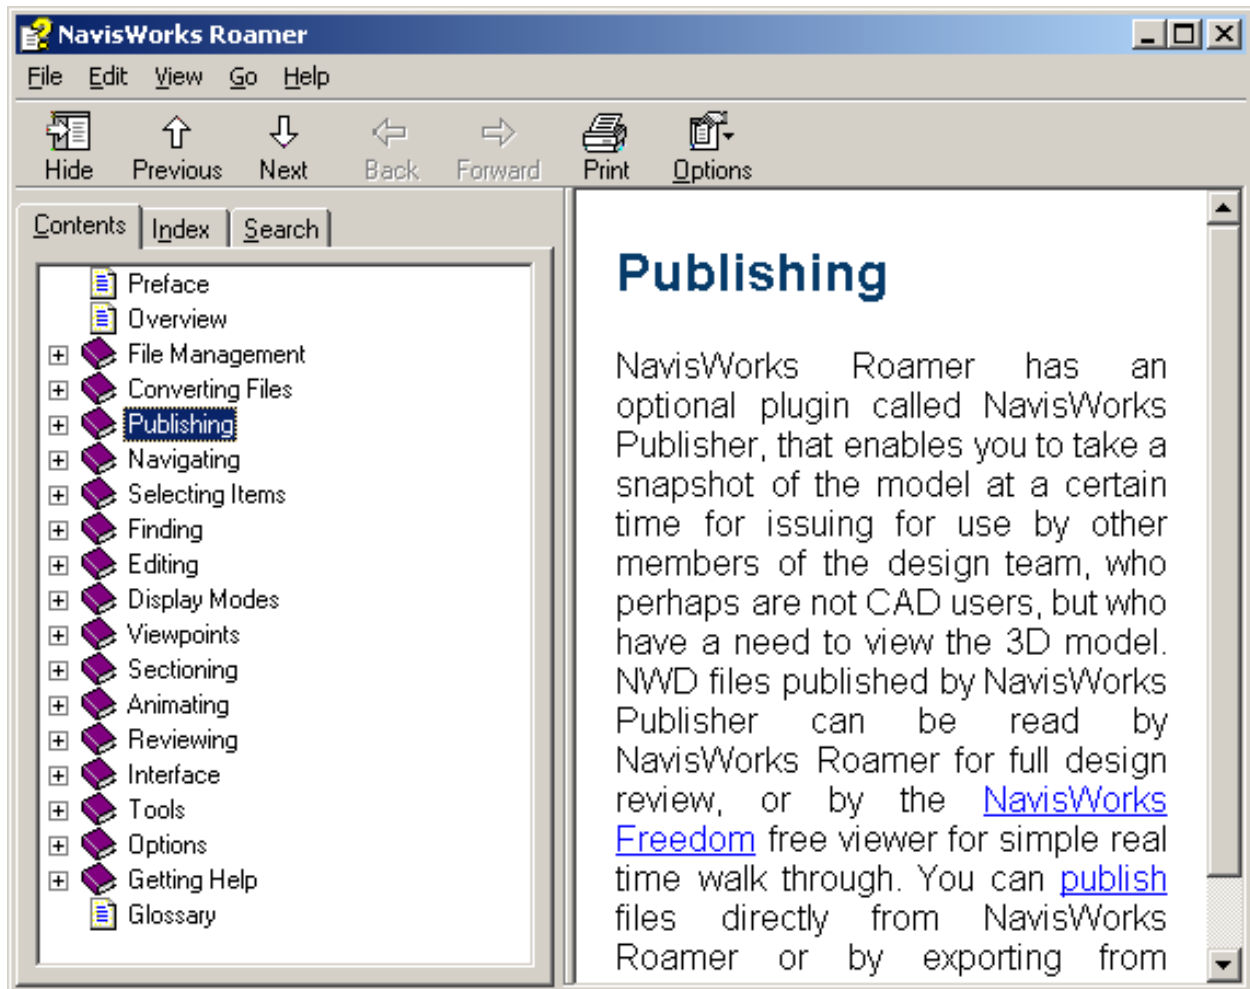 NavisWorks Roamer
File Edit View Go Help
Hide Previous Next Back Forward Print Options
Contents Index Search
Preface
Overview
File Management
Converting Files
Publishing
Navigating
Selecting Items
Finding
Editing
Display Modes
Viewpoints
Sectioning
Animating
Reviewing
Interface
Tools
Options
Getting Help
Glossary
Publishing
NavisWorks Roamer has an
optional plugin called NavisWorks
Publisher, that enables you to take a
snapshot of the model at a certain
time for issuing for use by other
members of the design team, who
perhaps are not CAD users, but who
have a need to view the 3D model.
NWD files published by NavisWorks
Publisher can be read by
NavisWorks Roamer for full design
review, or by the NavisWorks
Freedom free viewer for simple real
time walk through. You can publish
files directly from NavisWorks
Roamer or by exporting from